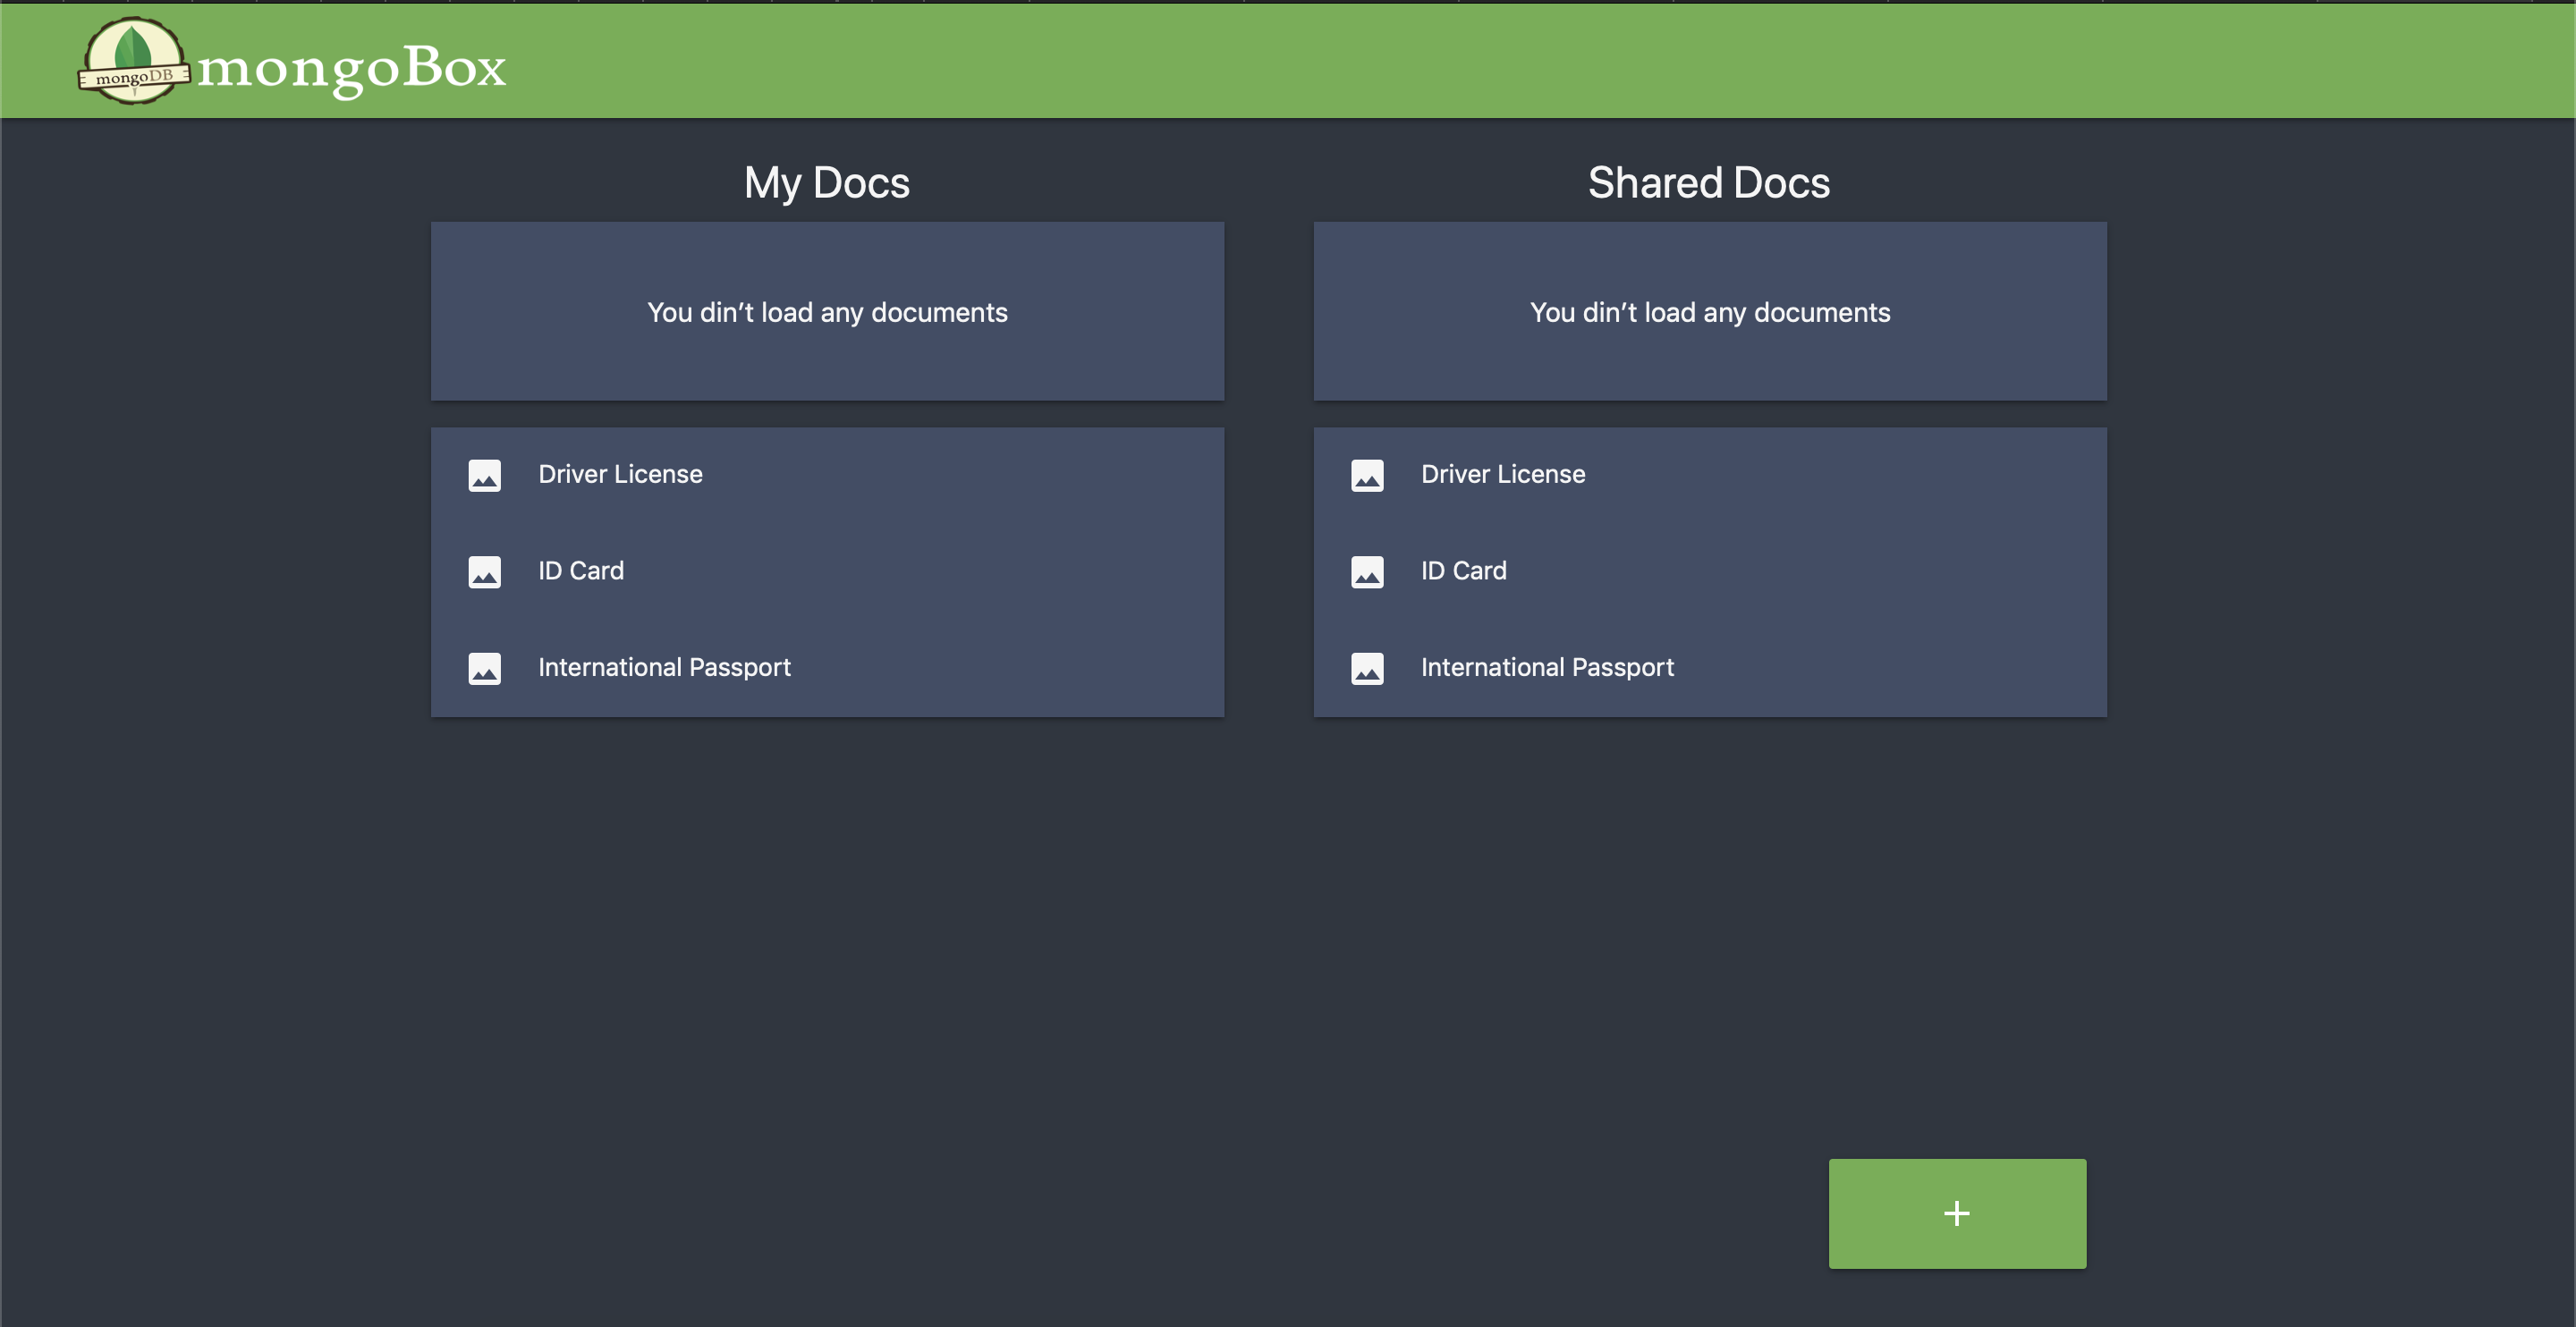 mongoDB
mongoBox
My Docs
You din’t load any documents
Driver License
ID Card
International Passport
Shared Docs
You din’t load any documents
Driver License
ID Card
International Passport
+